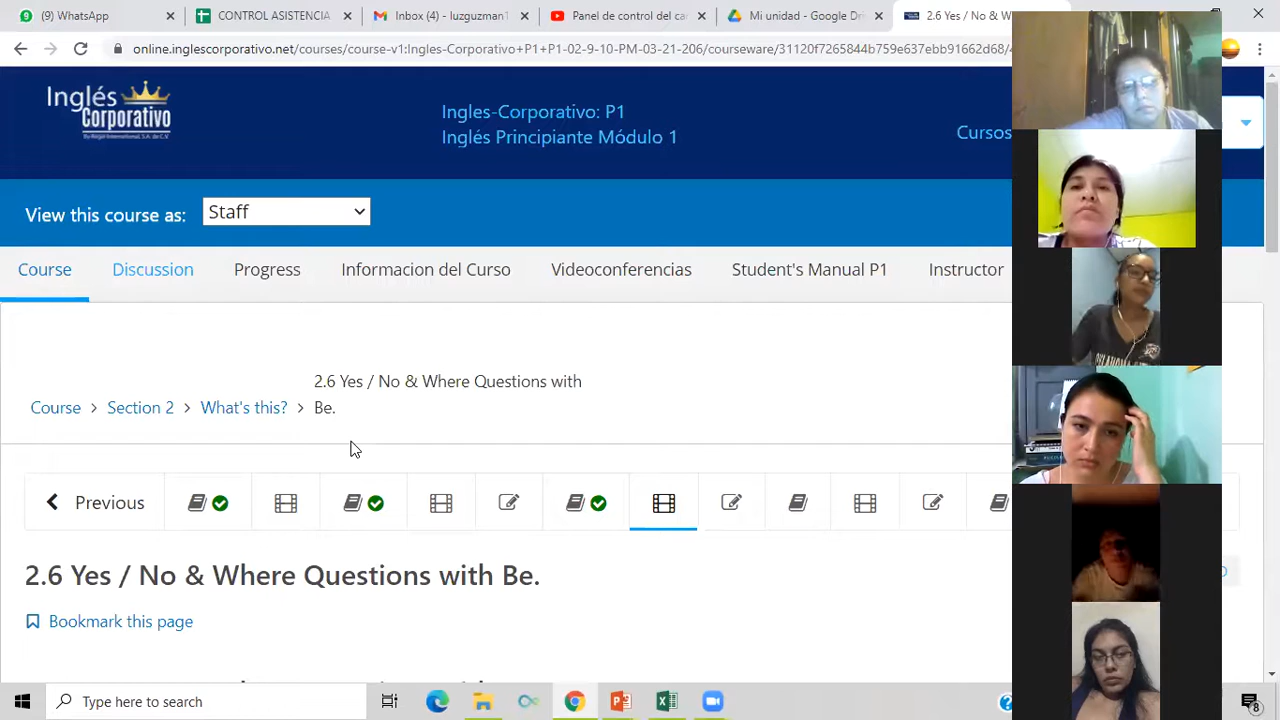 (9) WhatsApp
CONTROL ASISTENCIA
Inbox (4) - luzguzman
Panel de control del ca
Mi unidad - Google Dr
2.6 Yes / No & W
online.inglescorporativo.net/courses/course-v1:Ingles-Corporativo+P1+P1-02-9-10-PM-03-21-206/courseware/31120f7265844b759e637ebb91662d68/
Inglés
Corporativo
Ingles-Corporativo: P1
Inglés Principiante Módulo 1
Cursos
View this course as:
Staff
Course
Discussion
Progress
Informacion del Curso
Videoconferencias
Student's Manual P1
Instructor
2.6 Yes / No & Where Questions with
Course > Section 2 > What's this? > Be.
Previous
2.6 Yes / No & Where Questions with Be.
Bookmark this page
Type here to search
8